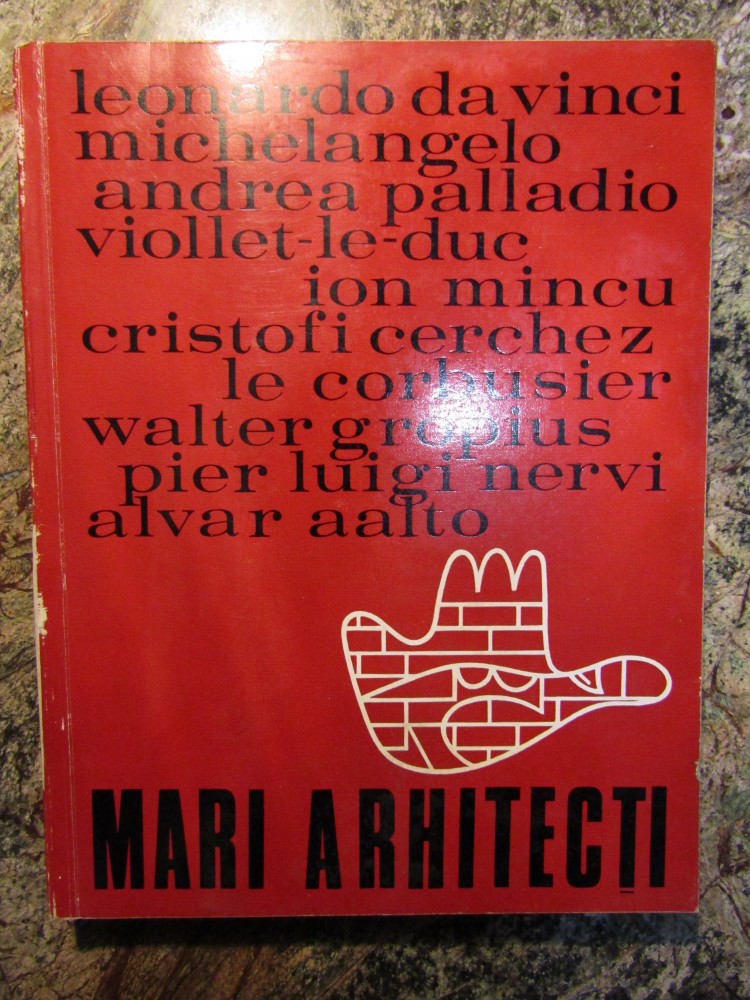 leonardo da vinci
michelangelo
andrea palladio
viollet-le-duc
ion mincu
cristofi cerchez
le corbusier
walter gropius
pier luigi nervi
alvar aalto
MARI ARHITECȚI